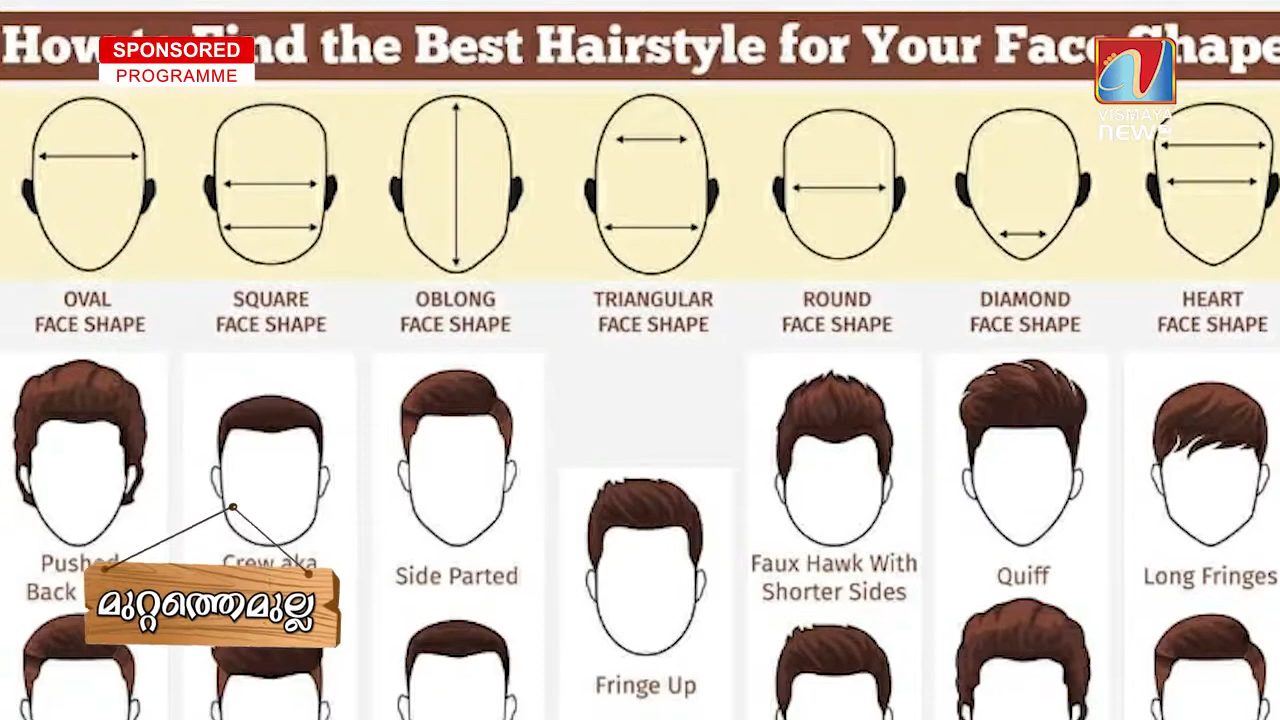 How to Find the Best Hairstyle for Your Face Shape
SPONSORED
PROGRAMME
VISMAYA
news
OVAL
FACE SHAPE
SQUARE
FACE SHAPE
OBLONG
FACE SHAPE
TRIANGULAR
FACE SHAPE
ROUND
FACE SHAPE
DIAMOND
FACE SHAPE
HEART
FACE SHAPE
Pushed
Back
Crew aka
Side Parted
Fringe Up
Faux Hawk With
Shorter Sides
Quiff
Long Fringes
മുറ്റത്തെമുല്ല